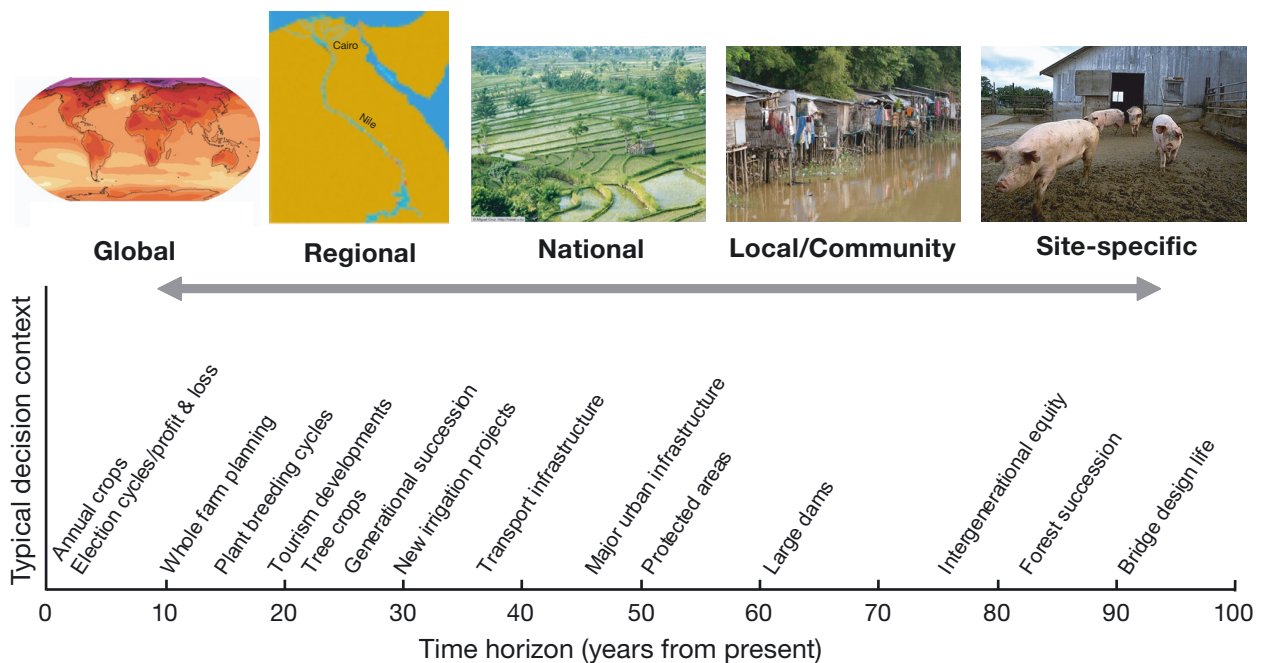 Cairo
Nile
Global
Regional
National
Local/Community
Site-specific
Typical decision context
Annual crops
Election cycles/profit & loss
Whole farm planning
Plant breeding cycles
Tourism developments
Tree crops
Generational succession
New irrigation projects
Transport infrastructure
Major urban infrastructure
Protected areas
Large dams
Intergenerational equity
Forest succession
Bridge design life
0 10 20 30 40 50 60 70 80 90 100
Time horizon (years from present)